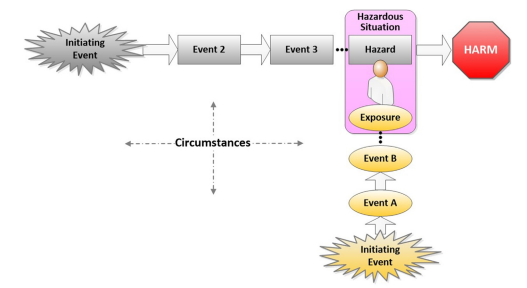 Hazardous
Situation
Initiating
Event
Event 2
Event 3
Hazard
HARM
Exposure
Circumstances
Event B
Event A
Initiating
Event